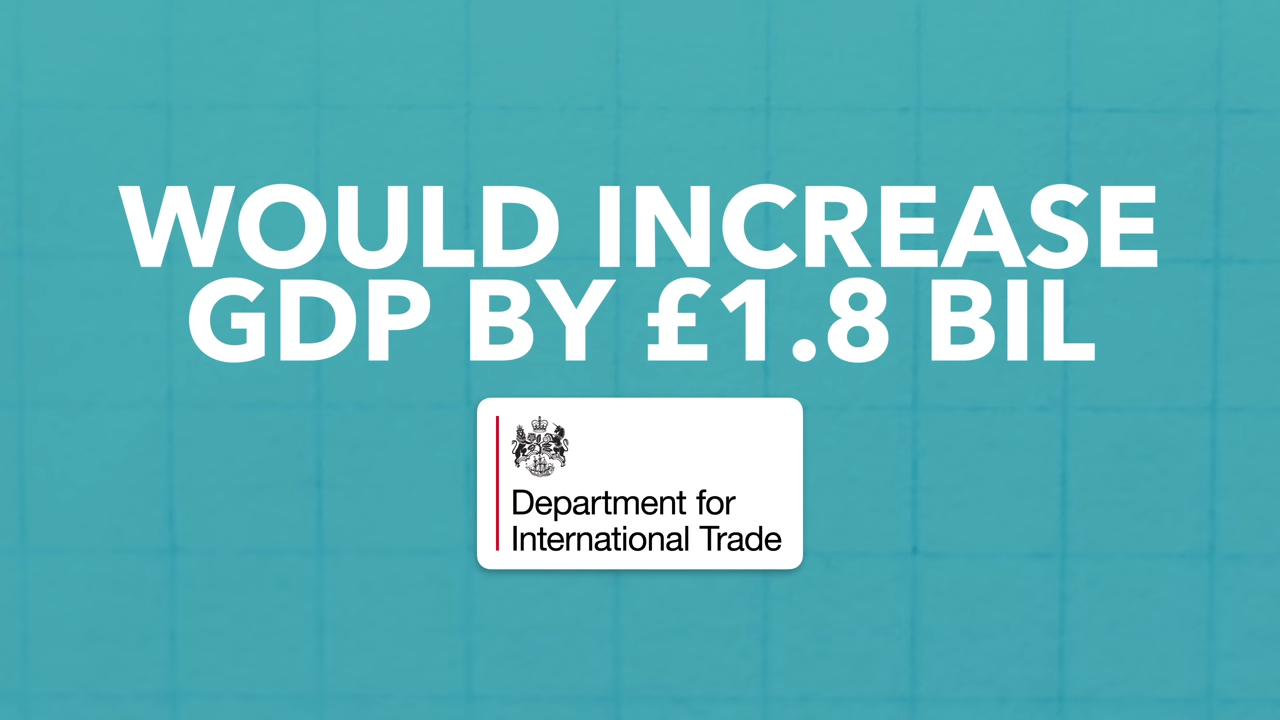 WOULD INCREASE
GDP BY £1.8 BIL
Department for
International Trade